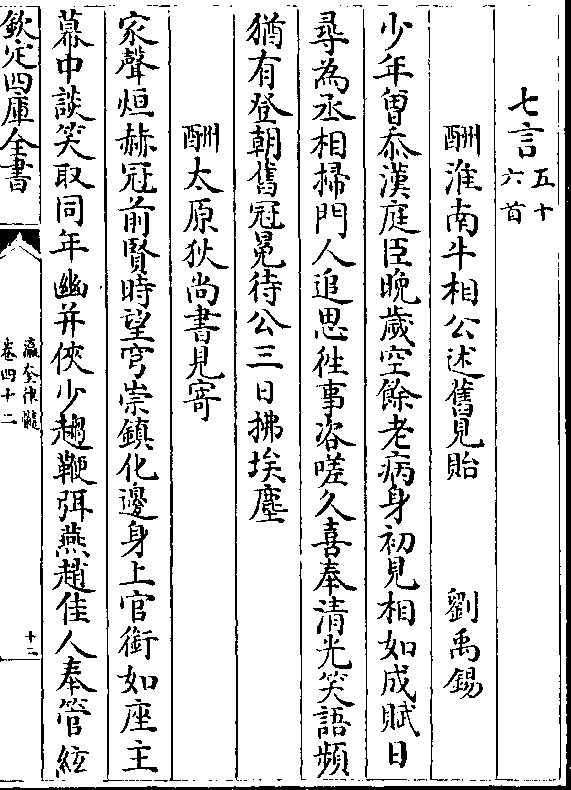 七言五十六首
酬淮南牛相公述舊見貽　劉禹錫
少年曾忝漢庭臣晚歲空餘老病身初見相如成賦日
尋為丞相掃門人追思徃事咨嗟久喜奉清光笑語頻
猶有登朝舊冠冕待公三日拂埃塵
酬太原狄尚書見寄
家聲烜赫冠前賢時望穹崇鎮化邊身上官銜如座主
幕中談笑取同年幽并俠少趨鞭弭燕趙佳人奉管絃
欽定四庫全書
瀛奎律髓
卷四十二
十二